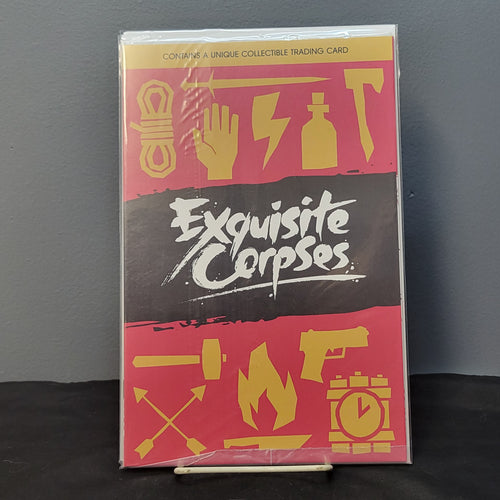 CONTAINS A UNIQUE COLLECTIBLE TRADING CARD
Exquisite
Corpses